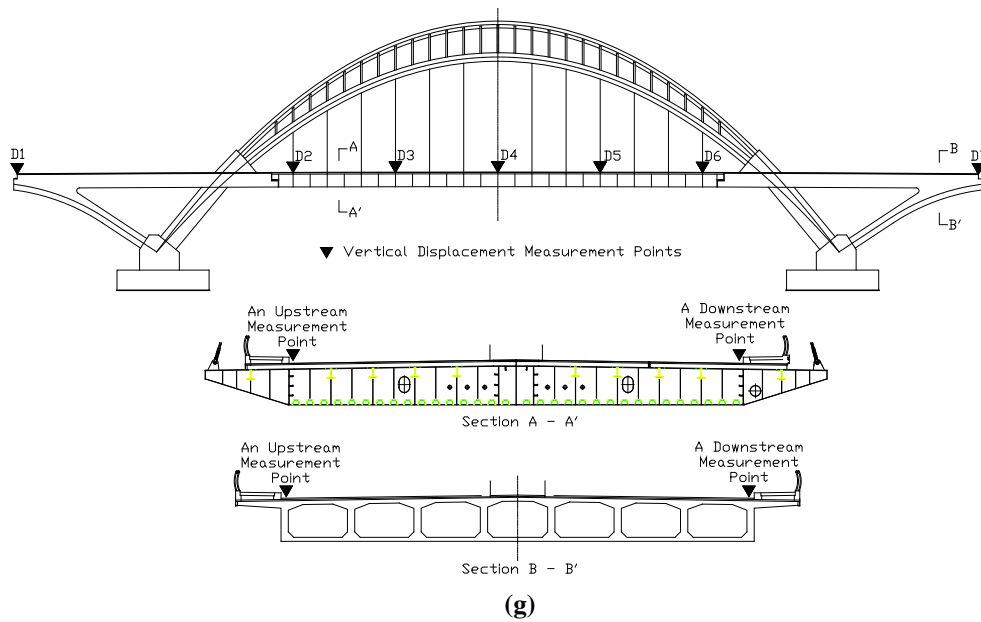 A
B
D1
D2
D3
D4
D5
D6
D
A'
B'
Vertical Displacement Measurement Points
An Upstream
Measurement
Point
A Downstream
Measurement
Point
Section A - A'
An Upstream
Measurement
Point
A Downstream
Measurement
Point
Section B - B'
(g)